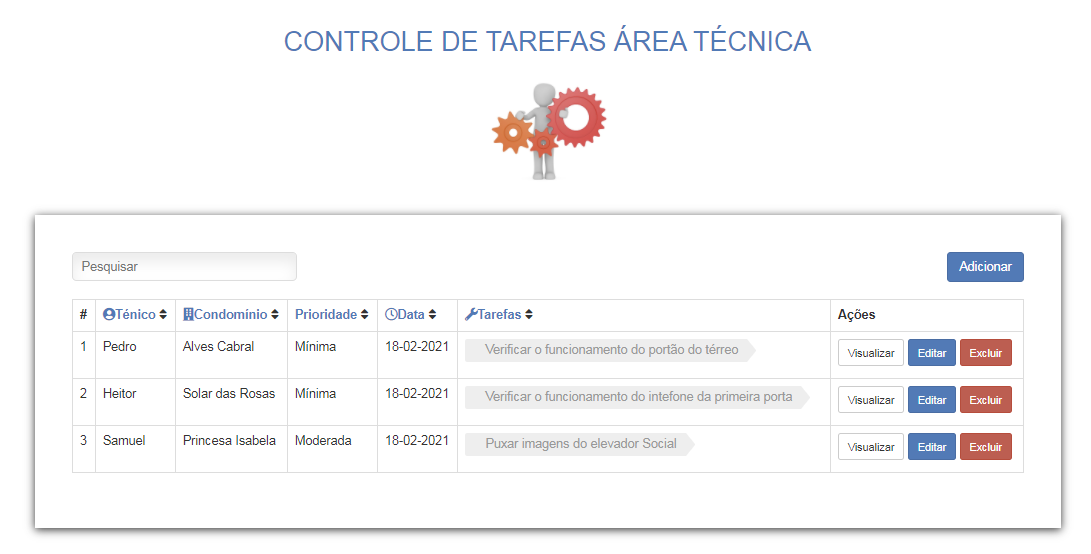 CONTROLE DE TAREFAS ÁREA TÉCNICA
Pesquisar Adicionar
# Ténico Condomínio Prioridade Data Tarefas Ações
1 Pedro Alves Cabral Mínima 18-02-2021 Verificar o funcionamento do portão do térreo Visualizar Editar Excluir
2 Heitor Solar das Rosas Mínima 18-02-2021 Verificar o funcionamento do intefone da primeira porta Visualizar Editar Excluir
3 Samuel Princesa Isabela Moderada 18-02-2021 Puxar imagens do elevador Social Visualizar Editar Excluir